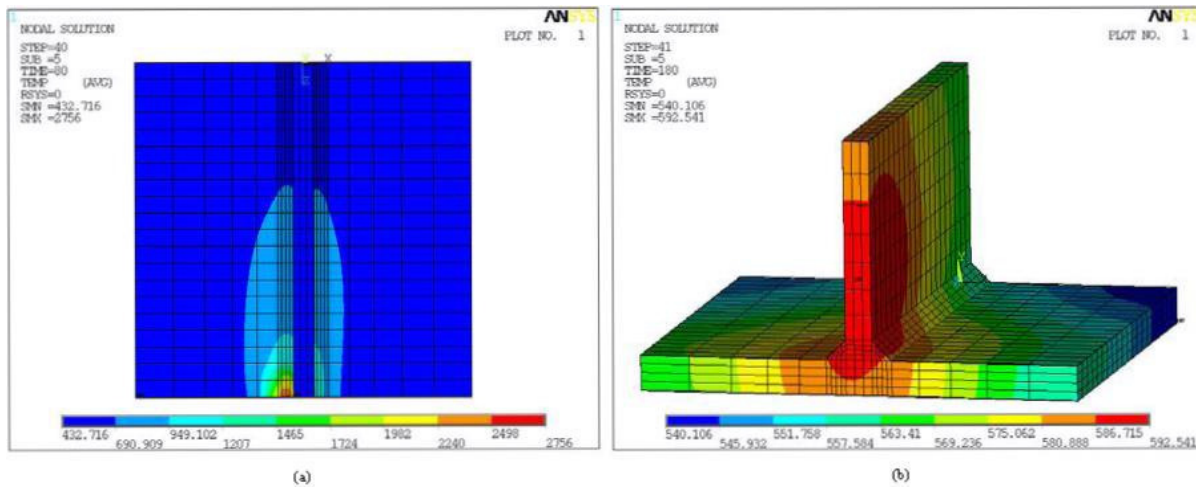 1
ANSYS
NODAL SOLUTION
PLOT NO. 1
STEP=40
SUB =5
TIME=80
TEMP (AVG)
RSYS=0
SMN =432.716
SMX =2756
X
432.716 949.102 1465 1982 2498
690.909 1207 1724 2240 2756
(a)
1
ANSYS
NODAL SOLUTION
PLOT NO. 1
STEP=41
SUB =5
TIME=180
TEMP (AVG)
RSYS=0
SMN =540.106
SMX =592.541
540.106 551.758 563.41 575.062 586.715
545.932 557.584 569.236 580.888 592.541
(b)